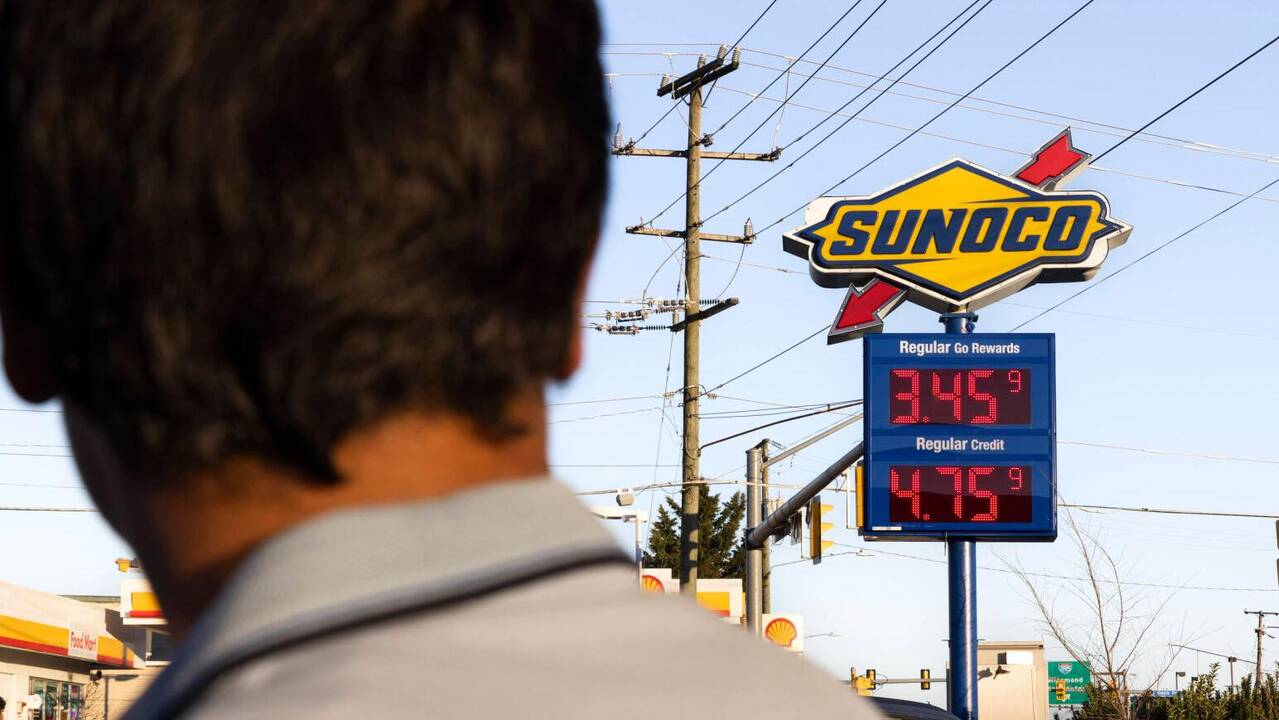 SUNOCO
Regular Go Rewards
3.45 9
Regular Credit
4.75 9
Food Mart